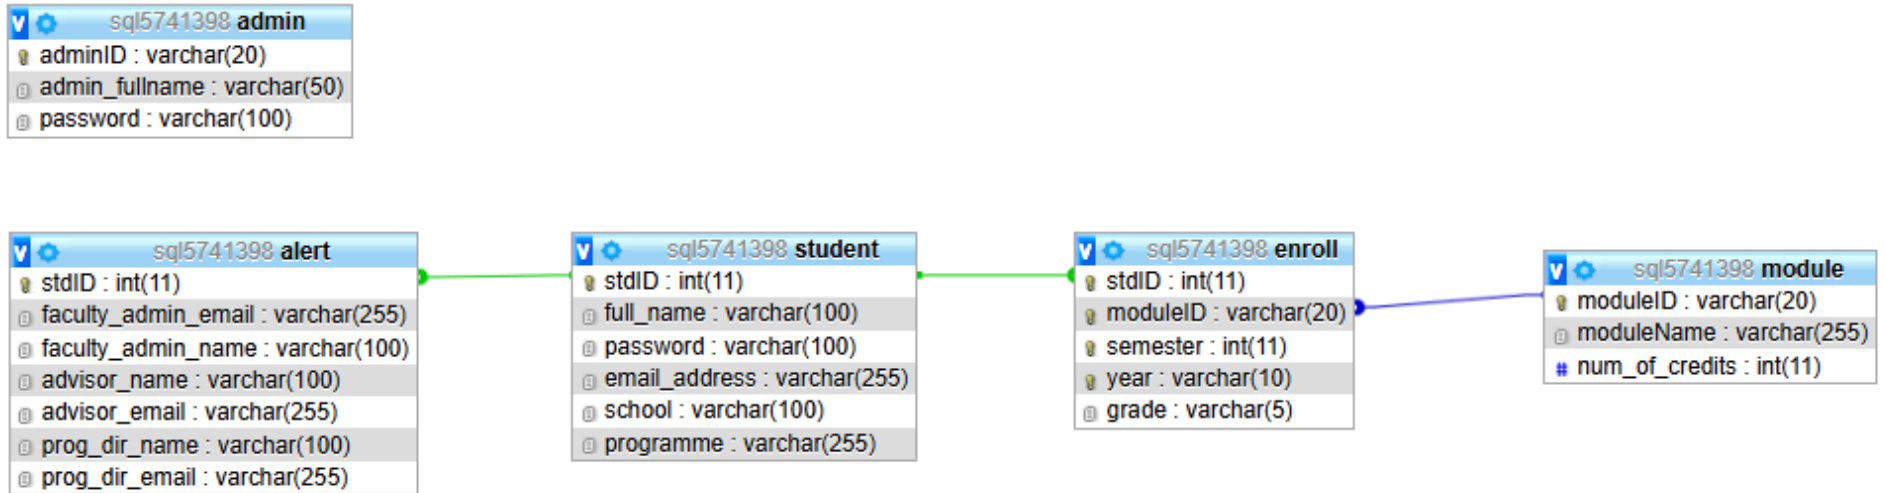 v sql5741398 admin
adminID : varchar(20)
admin_fullname : varchar(50)
password : varchar(100)
v sql5741398 alert
stdID : int(11)
faculty_admin_email : varchar(255)
faculty_admin_name : varchar(100)
advisor_name : varchar(100)
advisor_email : varchar(255)
prog_dir_name : varchar(100)
prog_dir_email : varchar(255)
v sql5741398 student
stdID : int(11)
full_name : varchar(100)
password : varchar(100)
email_address : varchar(255)
school : varchar(100)
programme : varchar(255)
v sql5741398 enroll
stdID : int(11)
moduleID : varchar(20)
semester : int(11)
year : varchar(10)
grade : varchar(5)
v sql5741398 module
moduleID : varchar(20)
moduleName : varchar(255)
# num_of_credits : int(11)